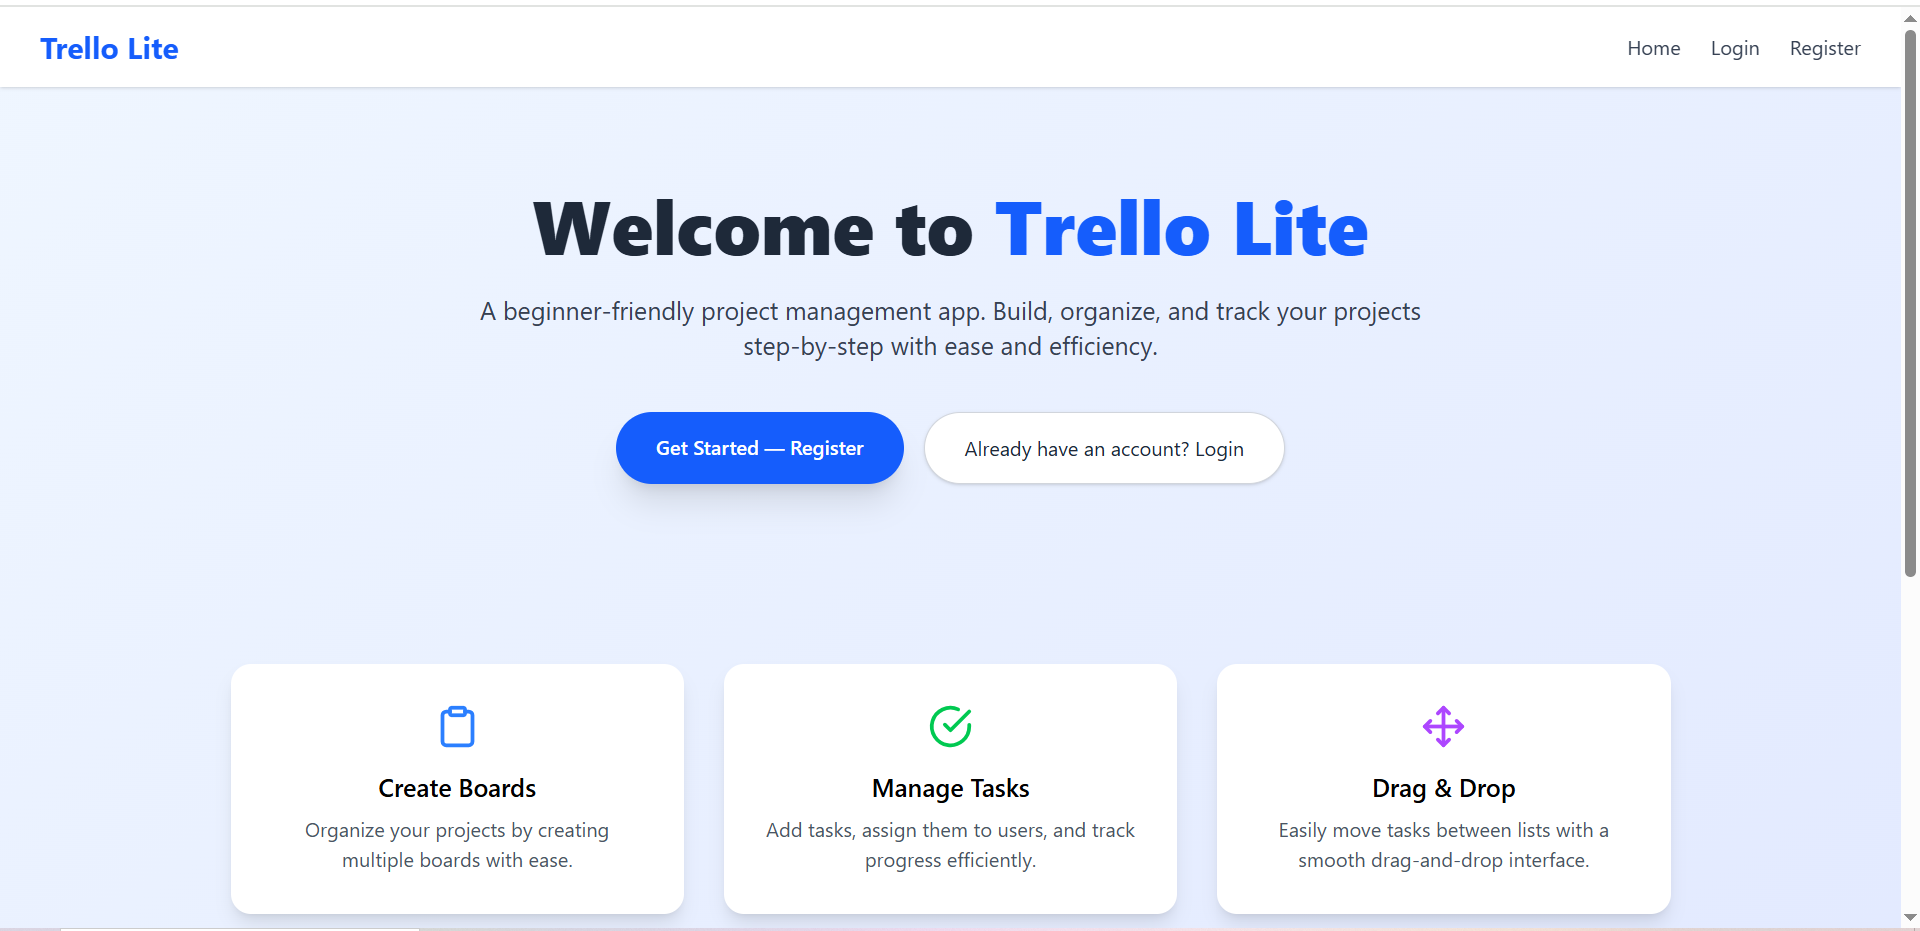 Trello Lite
Home Login Register
Welcome to Trello Lite
A beginner-friendly project management app. Build, organize, and track your projects
step-by-step with ease and efficiency.
Get Started — Register
Already have an account? Login
Create Boards
Organize your projects by creating
multiple boards with ease.
Manage Tasks
Add tasks, assign them to users, and track
progress efficiently.
Drag & Drop
Easily move tasks between lists with a
smooth drag-and-drop interface.